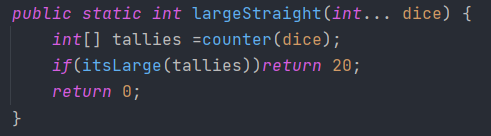 public static int largeStraight(int... dice) {
    int[] tallies =counter(dice);
    if(itsLarge(tallies))return 20;
    return 0;
}